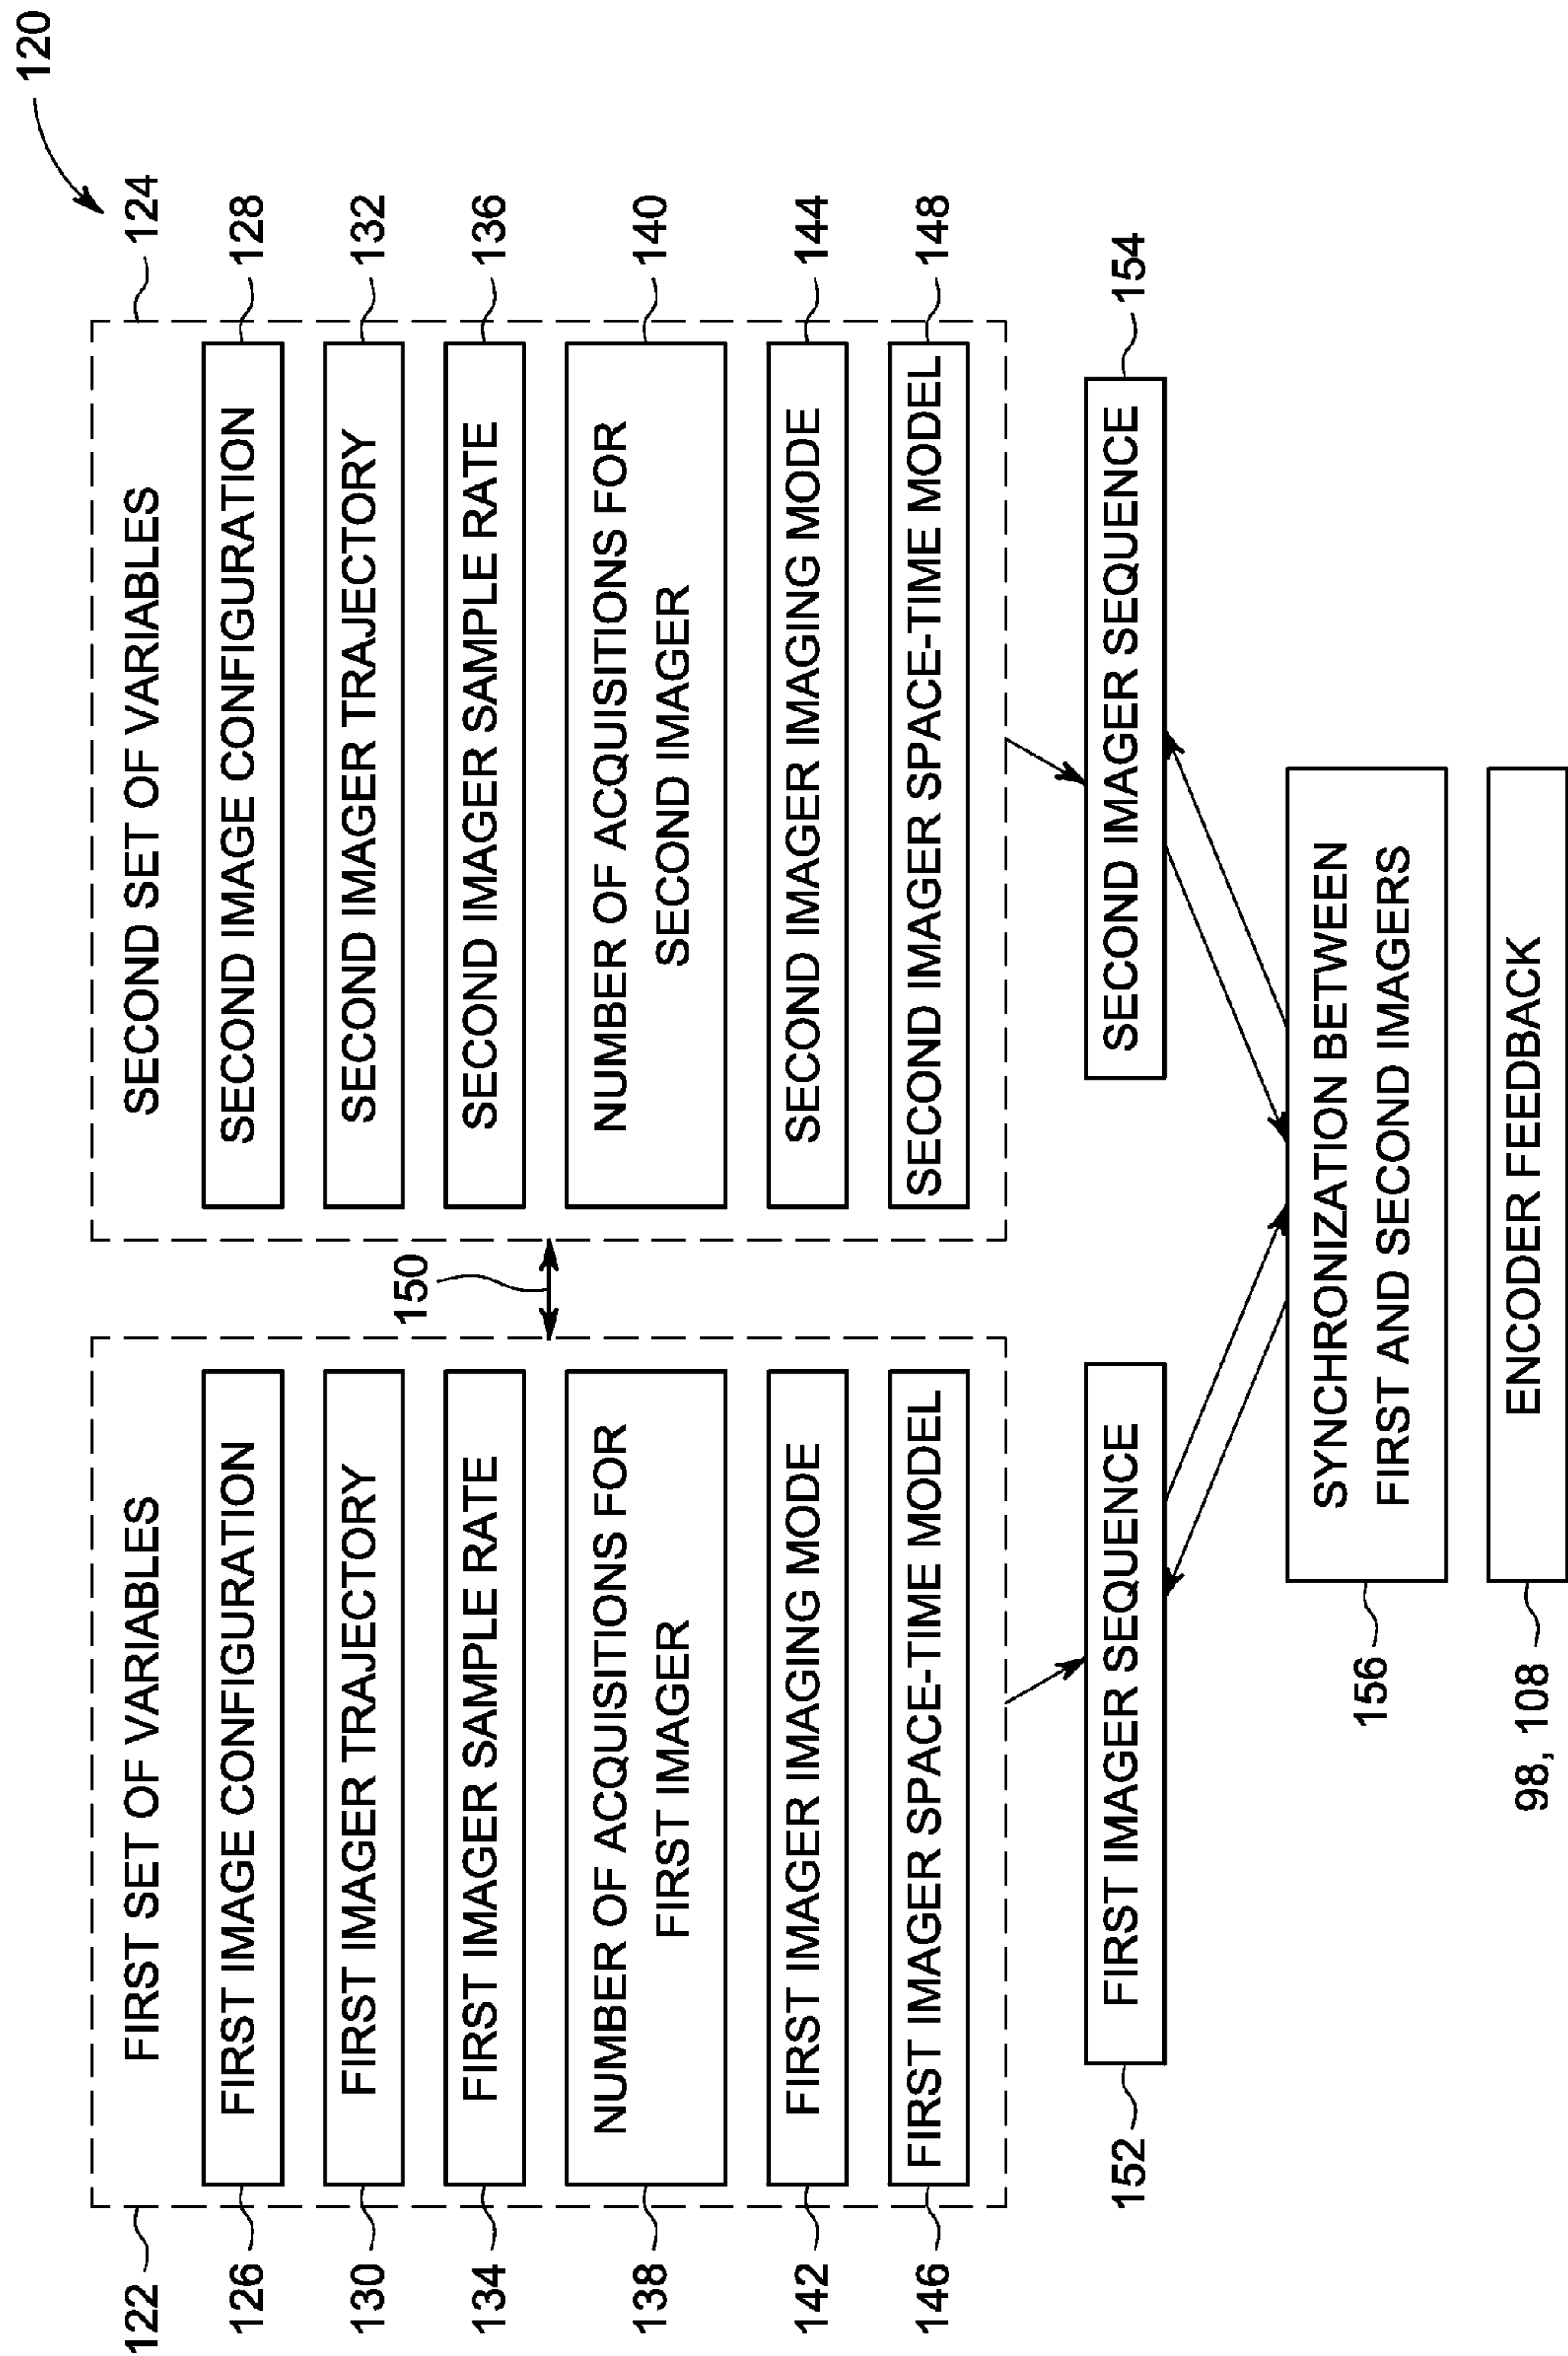 120
122
FIRST SET OF VARIABLES
126
FIRST IMAGE CONFIGURATION
130
FIRST IMAGER TRAJECTORY
134
FIRST IMAGER SAMPLE RATE
138
NUMBER OF ACQUISITIONS FOR
FIRST IMAGER
142
FIRST IMAGER IMAGING MODE
146
FIRST IMAGER SPACE-TIME MODEL
150
SECOND SET OF VARIABLES
124
SECOND IMAGE CONFIGURATION
128
SECOND IMAGER TRAJECTORY
132
SECOND IMAGER SAMPLE RATE
136
NUMBER OF ACQUISITIONS FOR
SECOND IMAGER
140
SECOND IMAGER IMAGING MODE
144
SECOND IMAGER SPACE-TIME MODEL
148
152
FIRST IMAGER SEQUENCE
SECOND IMAGER SEQUENCE
154
SYNCHRONIZATION BETWEEN
FIRST AND SECOND IMAGERS
156
ENCODER FEEDBACK
98, 108